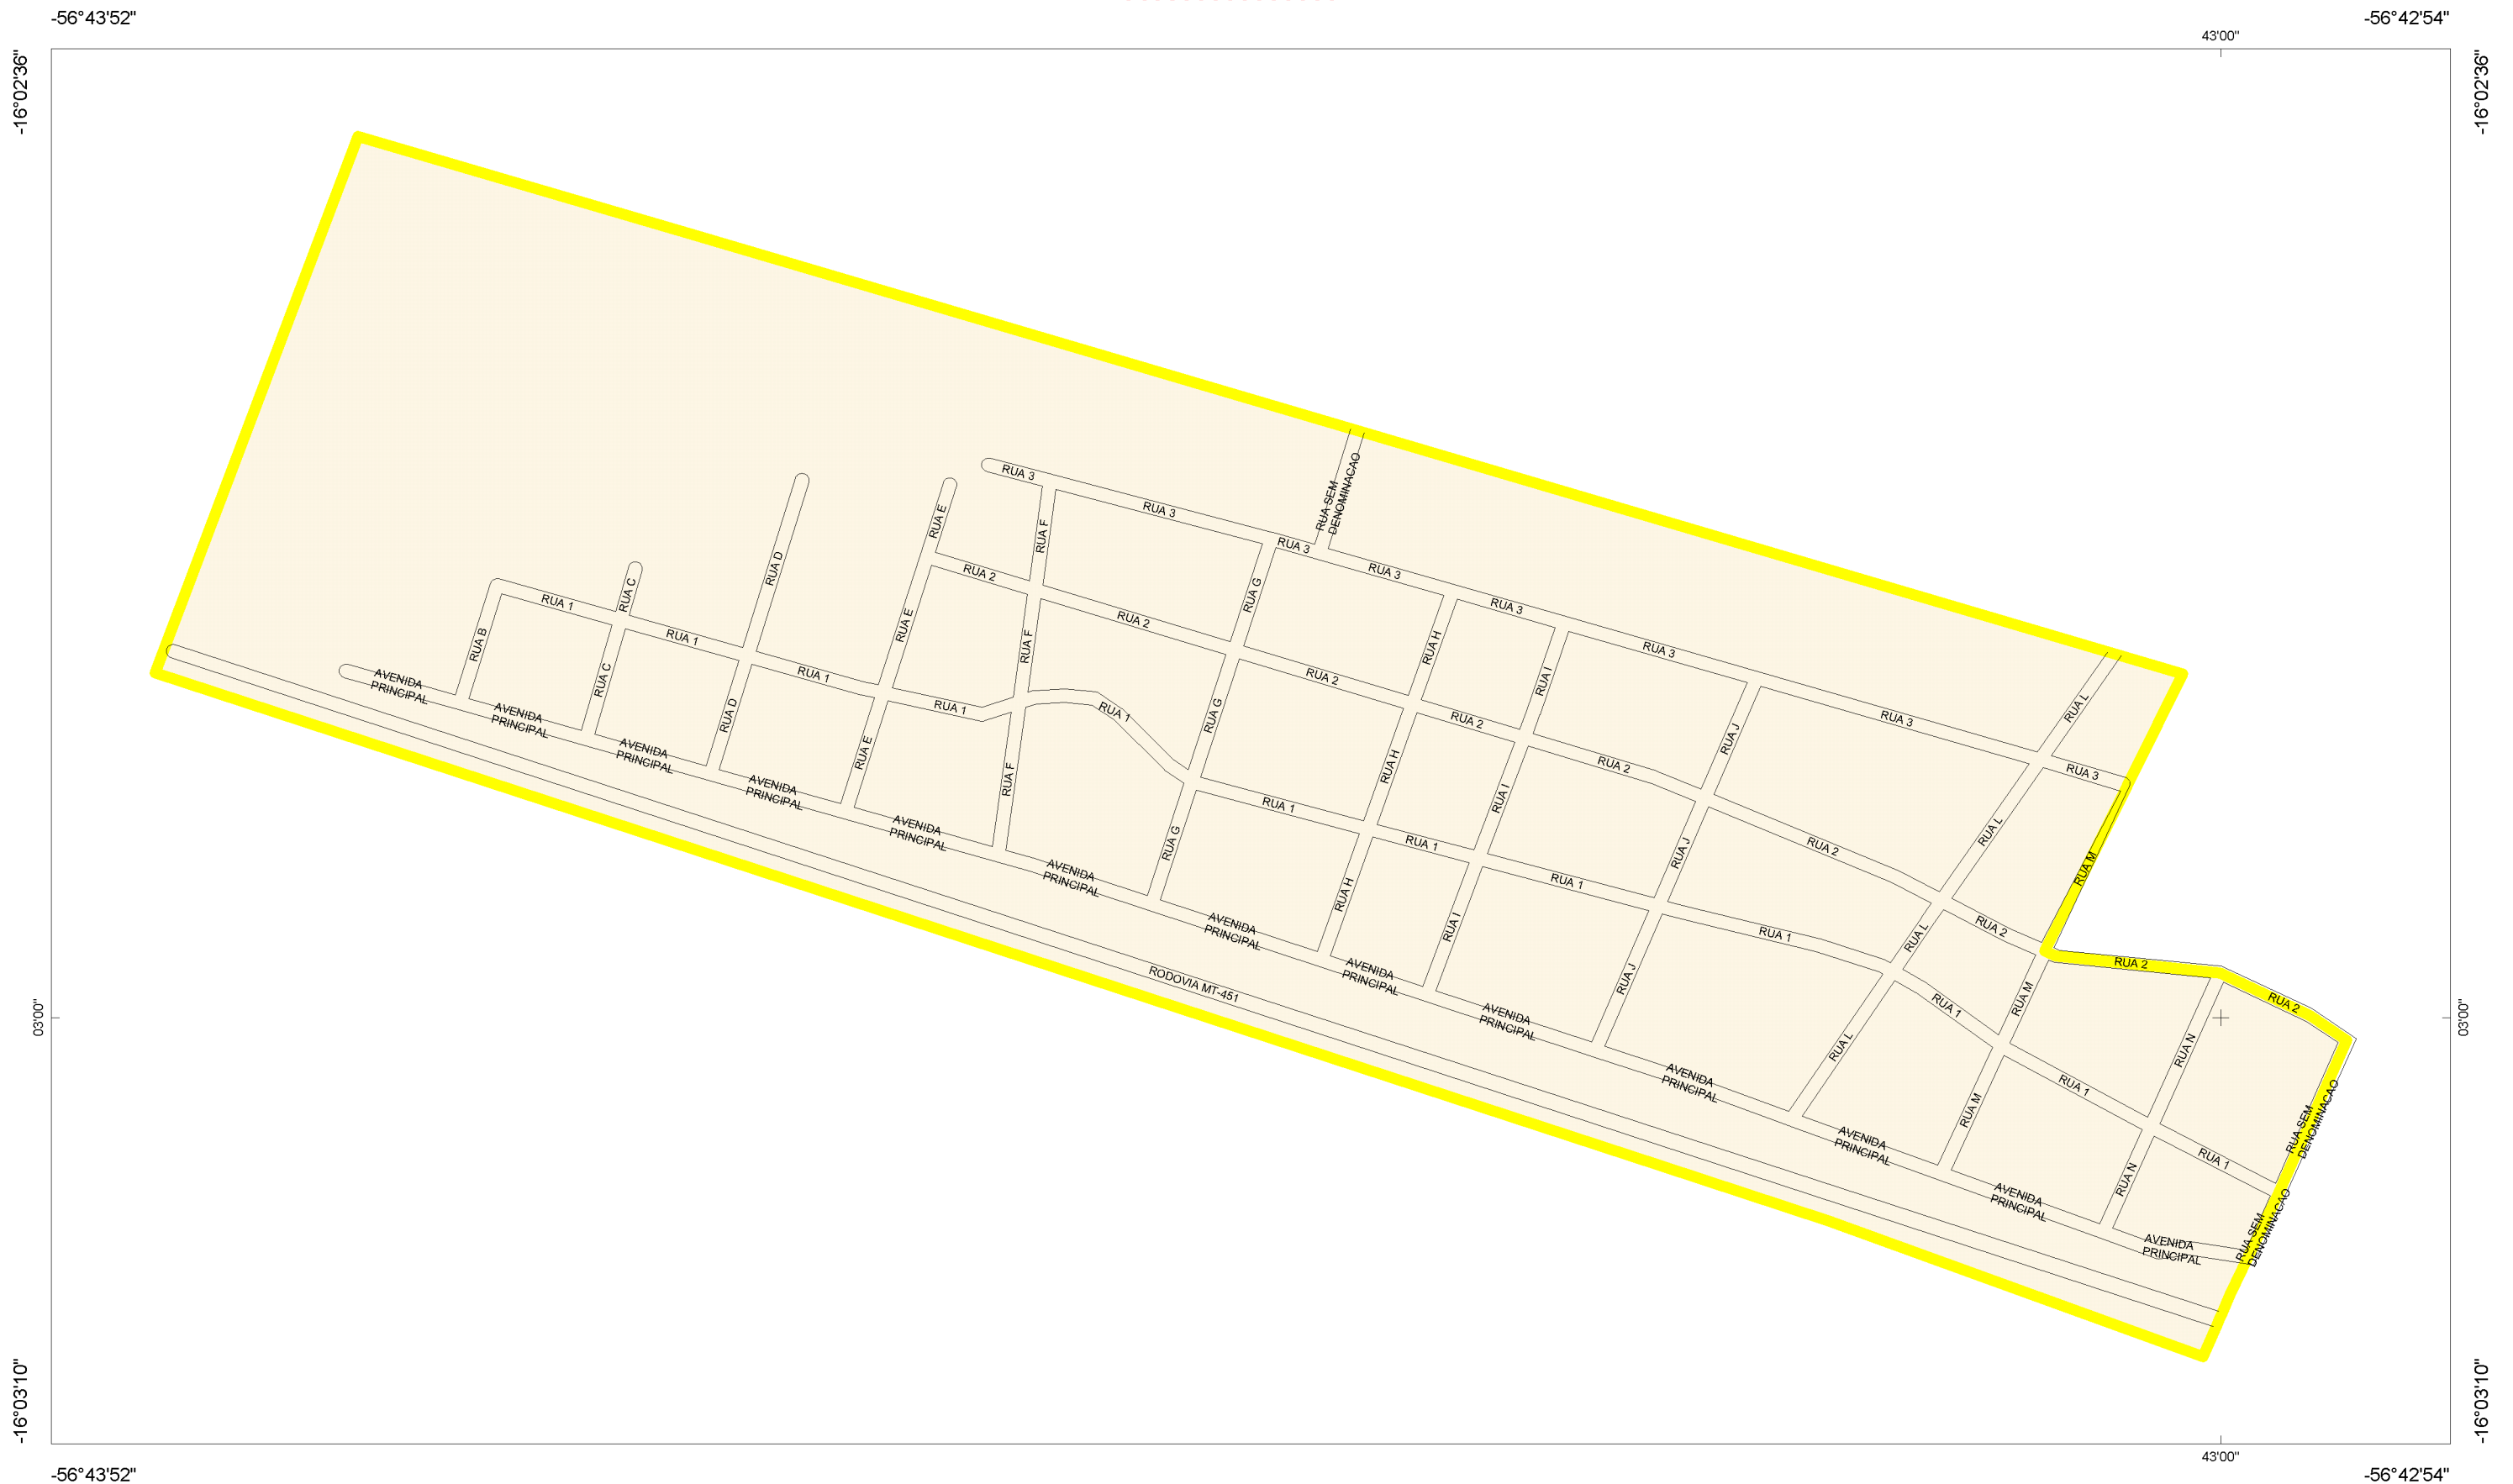 -56°43'52"
-56°42'54"
43'00"
-16°02'36"
-16°02'36"
RUA SEM
DENOMINACAO
RUA 3
RUA 3
RUA E
RUA F
RUA 3
RUA D
RUA 3
RUA 2
RUA C
RUA G
RUA 1
RUA 3
RUA 2
RUA E
RUA 1
RUA B
RUA F
RUA H
RUA 3
RUA 1
RUA 2
RUA I
RUA C
AVENIDA
PRINCIPAL
RUA L
RUA D
RUA 1
RUA G
AVENIDA
PRINCIPAL
RUA 1
RUA 2
RUA 3
RUA J
AVENIDA
PRINCIPAL
RUA E
RUA 2
RUA H
RUA 3
AVENIDA
PRINCIPAL
RUA F
RUA 1
RUA I
AVENIDA
PRINCIPAL
RUA L
RUA G
RUA 1
RUA J
RUA 2
RUA M
AVENIDA
PRINCIPAL
RUA 1
RUA H
AVENIDA
PRINCIPAL
RUA I
RUA 1
RUA L
RUA 2
RUA 2
AVENIDA
PRINCIPAL
RODOVIA MT-451
RUA J
RUA 1
RUA M
RUA 2
03'00"
03'00"
AVENIDA
PRINCIPAL
RUA L
RUA N
AVENIDA
PRINCIPAL
RUA 1
RUA M
RUA SEM
DENOMINACAO
AVENIDA
PRINCIPAL
RUA 1
RUA N
AVENIDA
PRINCIPAL
RUA SEM
DENOMINACAO
AVENIDA
PRINCIPAL
-16°03'10"
-16°03'10"
43'00"
-56°43'52"
-56°42'54"